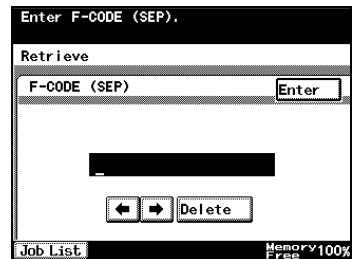 Enter F-CODE (SEP).
Retrieve
F-CODE (SEP)
Enter
Delete
Job List
Memory Free 100%